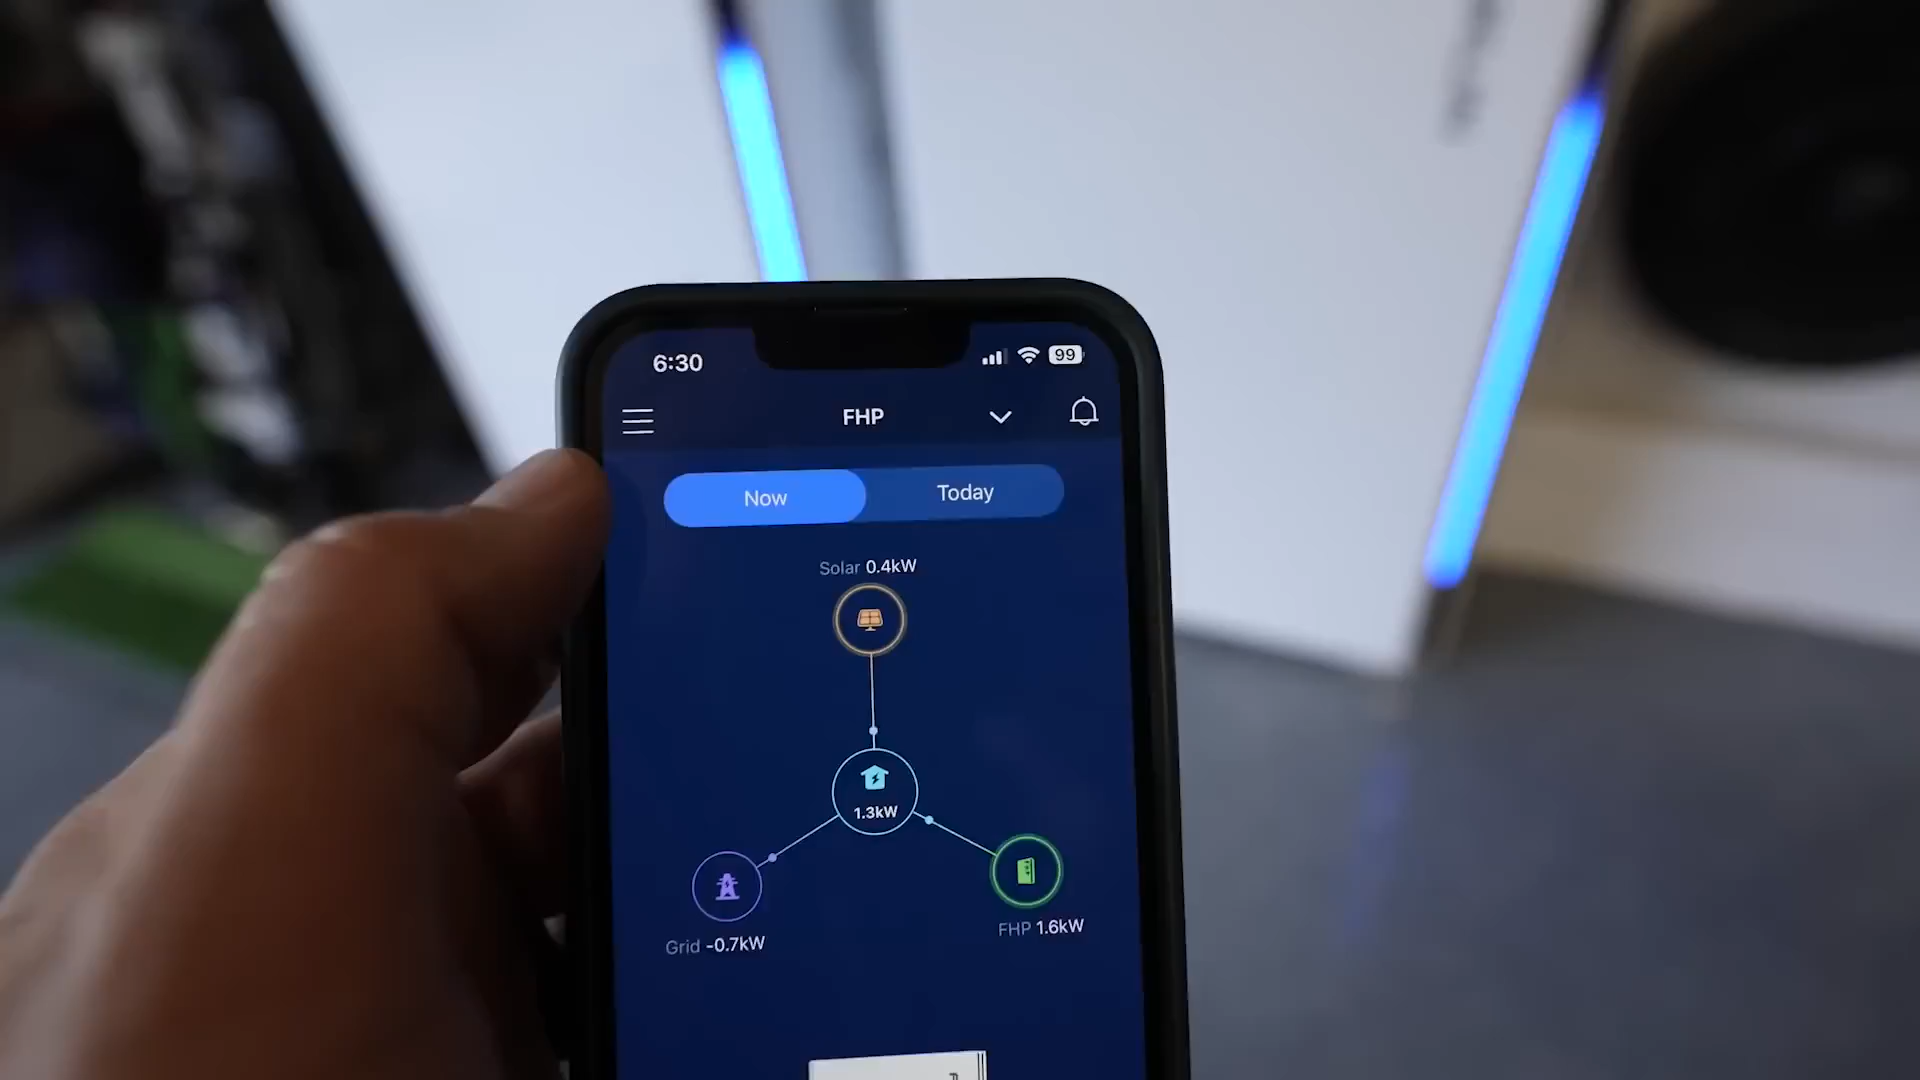 6:30
99
FHP
Now
Today
Solar 0.4kW
1.3kW
FHP 1.6kW
Grid -0.7kW